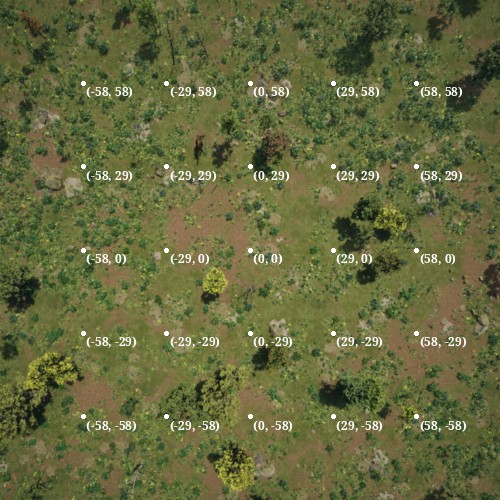 (-58, 58) (-29, 58) (0, 58) (29, 58) (58, 58)
(-58, 29) (-29, 29) (0, 29) (29, 29) (58, 29)
(-58, 0) (-29, 0) (0, 0) (29, 0) (58, 0)
(-58, -29) (-29, -29) (0, -29) (29, -29) (58, -29)
(-58, -58) (-29, -58) (0, -58) (29, -58) (58, -58)